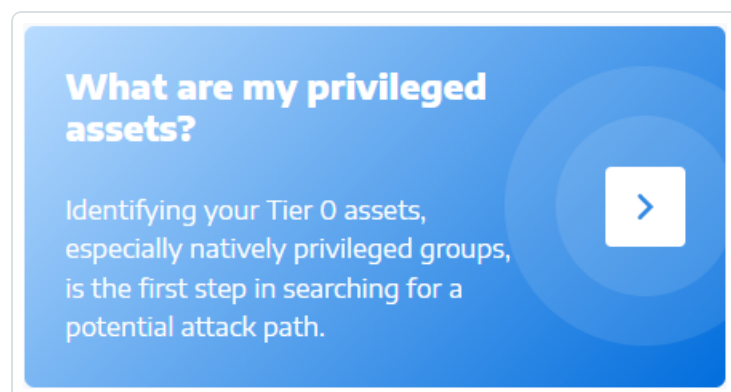 What are my privileged
assets?
Identifying your Tier 0 assets,
especially natively privileged groups,
is the first step in searching for a
potential attack path.